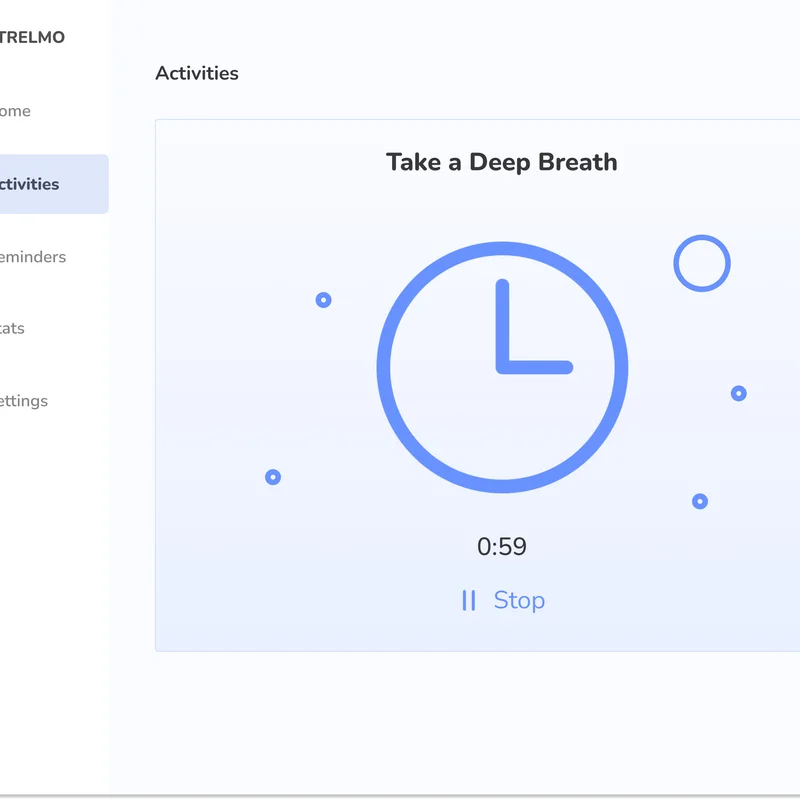 TRELMO
ome
ctivities
eminders
tats
ettings
Activities
Take a Deep Breath
0:59
Stop